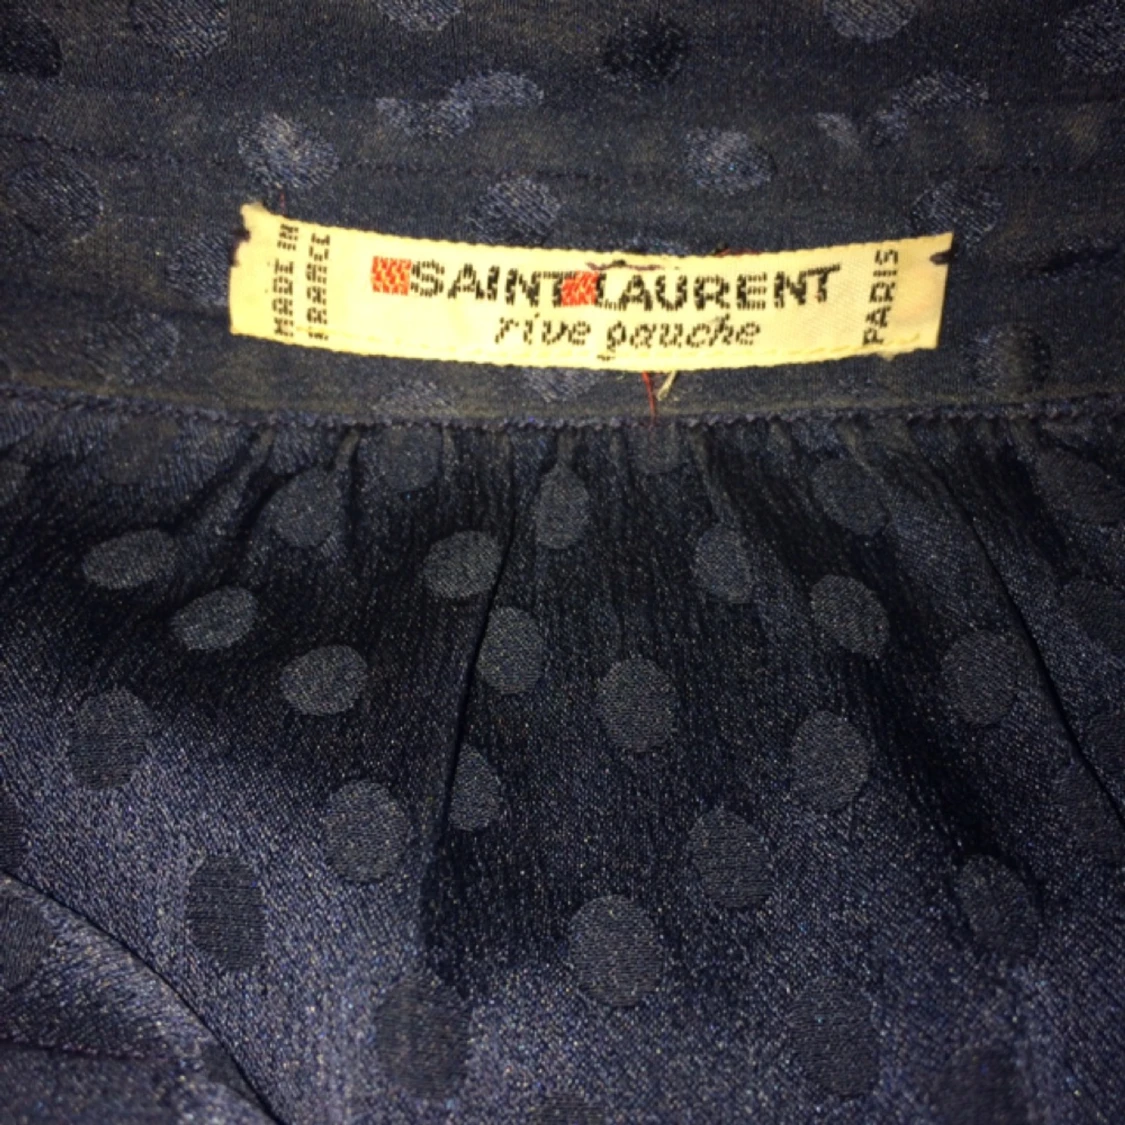 MADE IN
FRANCE
SAINT LAURENT
rive gauche
PARIS